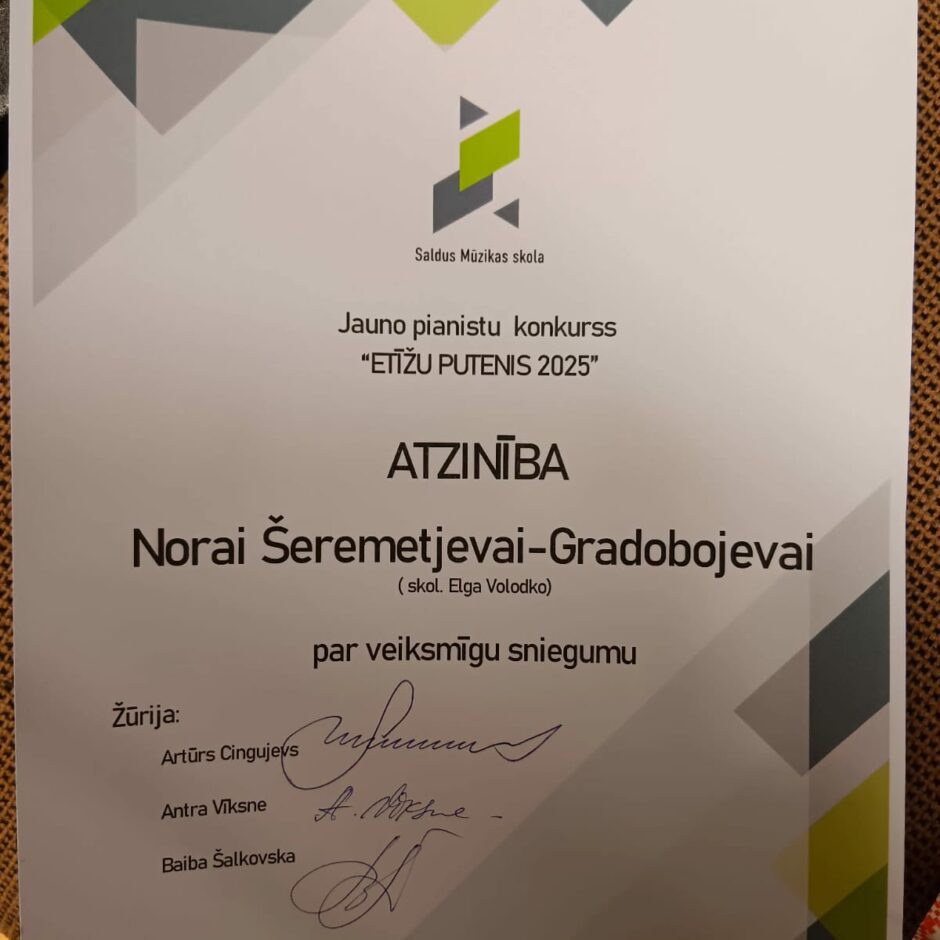 Saldus Mūzikas skola
Jauno pianistu konkurss
“ETĪŽU PUTENIS 2025”
ATZINĪBA
Norai Šeremetjevai-Gradobojevai
( skol. Elga Volodko)
par veiksmīgu sniegumu
Žūrija:
Artūrs Cingujevs
Antra Vīksne A. Vīksne
Baiba Šalkovska